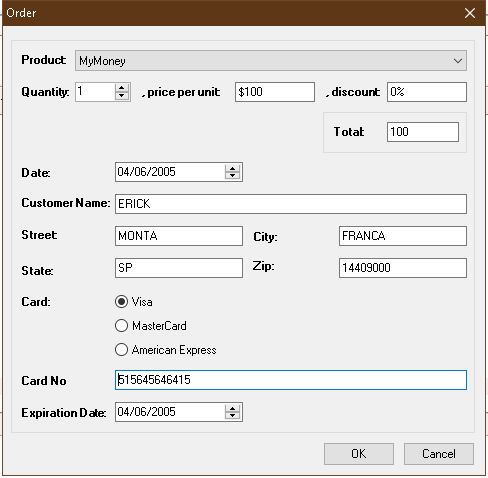 Order
Product: MyMoney
Quantity: 1 , price per unit: $100 , discount: 0%
Total: 100
Date: 04/06/2005
Customer Name: ERICK
Street: MONTA City: FRANCA
State: SP Zip: 14409000
Card: Visa
MasterCard
American Express
Card No 515645646415
Expiration Date: 04/06/2005
OK Cancel